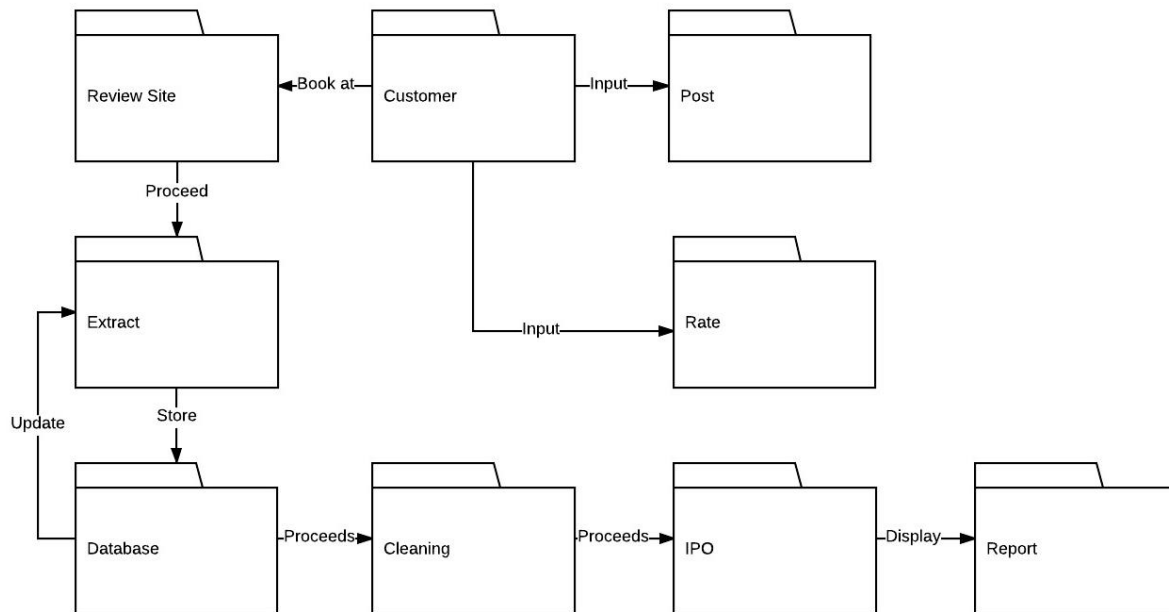 Review Site
Book at
Customer
Input
Post
Proceed
Extract
Input
Rate
Update
Store
Database
Proceeds
Cleaning
Proceeds
IPO
Display
Report